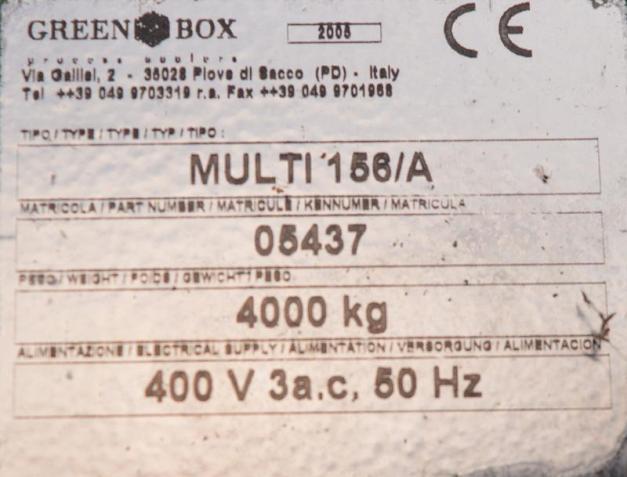 GREEN BOX
process coolers
Via Galilei, 2 - 35028 Piove di Sacco (PD) - Italy
Tel ++39 049 9703319 r.a. Fax ++39 049 9701968
CE
TIPO / TYPE / TYPE / TYP / TIPO :
MULTI 156/A
MATRICOLA / PART NUMBER / MATRICULE / KENNUMER / MATRICULA
05437
PESO / WEIGHT / POIDS / GEWICHT / PESO
4000 kg
ALIMENTAZIONE / ELECTRICAL SUPPLY / ALIMENTATION / VERSORGUNG / ALIMENTACION
400 V 3a.c, 50 Hz